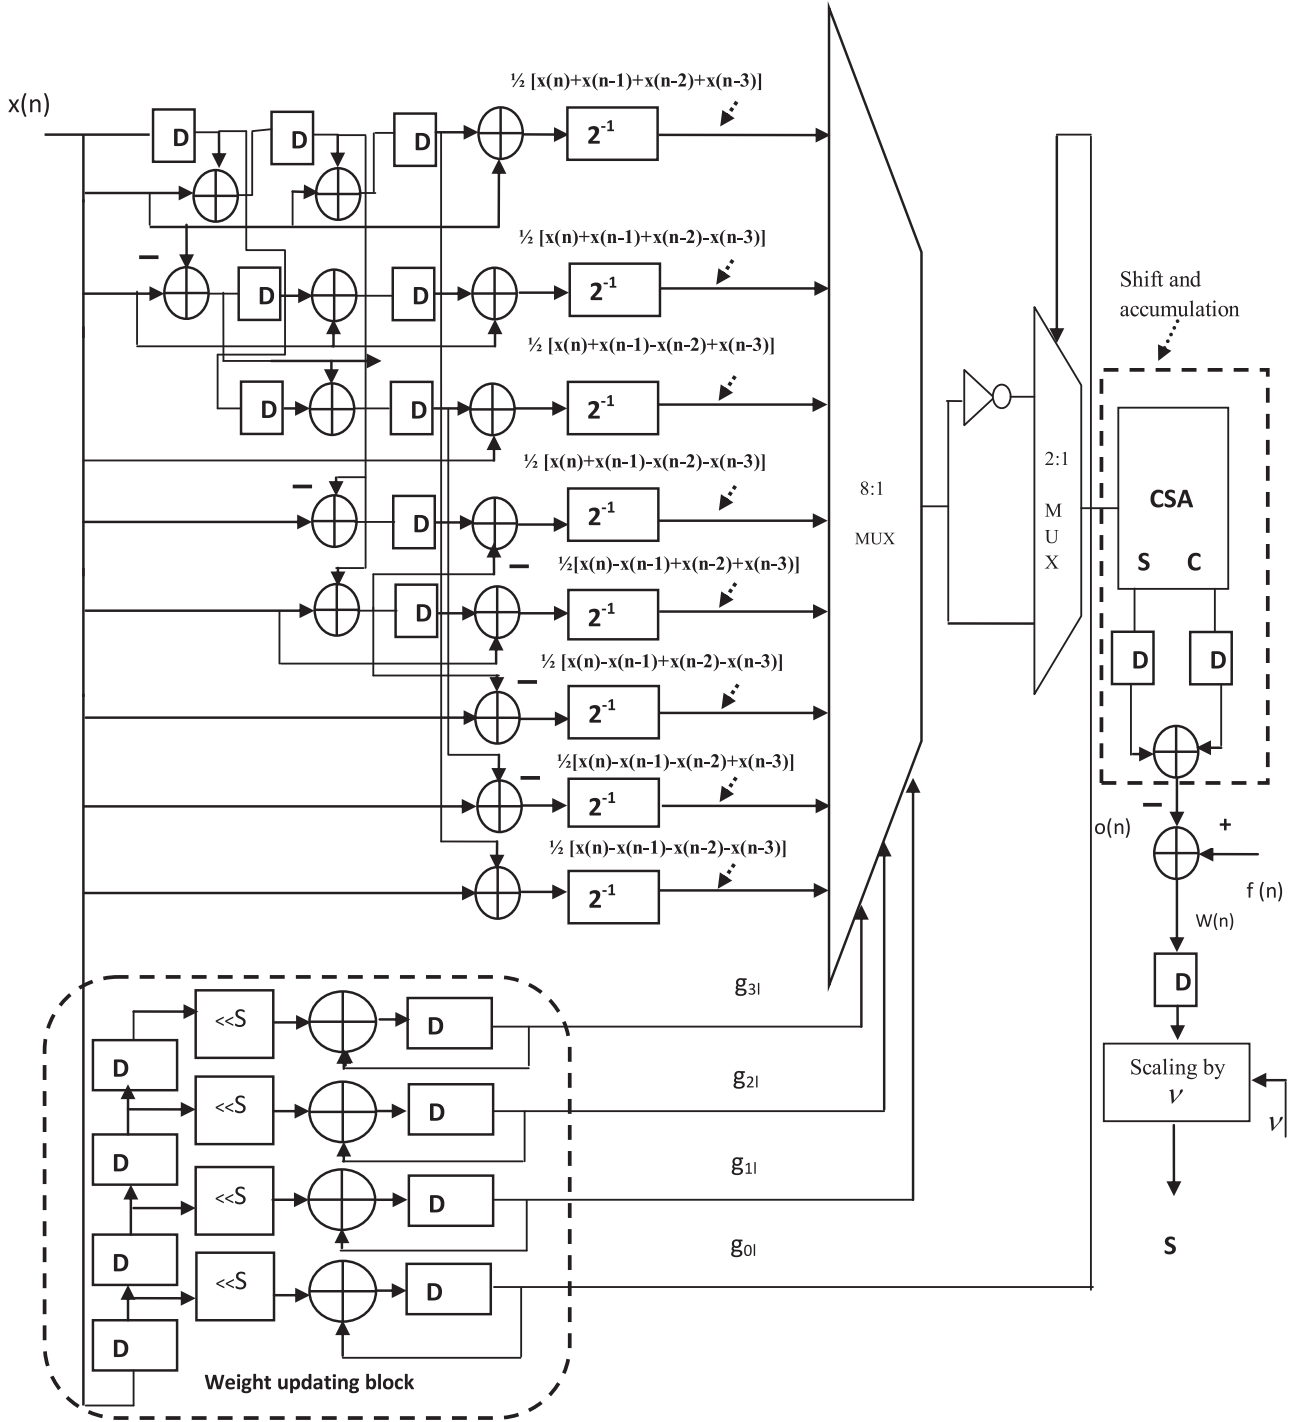 x(n)
½ [x(n)+x(n-1)+x(n-2)+x(n-3)]
D D D 2⁻¹
½ [x(n)+x(n-1)+x(n-2)-x(n-3)]
−
D D 2⁻¹
½ [x(n)+x(n-1)-x(n-2)+x(n-3)]
D D 2⁻¹
½ [x(n)+x(n-1)-x(n-2)-x(n-3)]
−
D 2⁻¹
−
½[x(n)-x(n-1)+x(n-2)+x(n-3)]
D 2⁻¹
½ [x(n)-x(n-1)+x(n-2)-x(n-3)]
−
2⁻¹
½[x(n)-x(n-1)-x(n-2)+x(n-3)]
−
2⁻¹
½ [x(n)-x(n-1)-x(n-2)-x(n-3)]
2⁻¹
8:1
MUX
2:1
M
U
X
Shift and
accumulation
CSA
S C
D D
−
o(n) +
f (n)
W(n)
D
Scaling by
ν
ν
S
<<S D g3l
D
<<S D g2l
D
<<S D g1l
D
<<S D g0l
D
Weight updating block